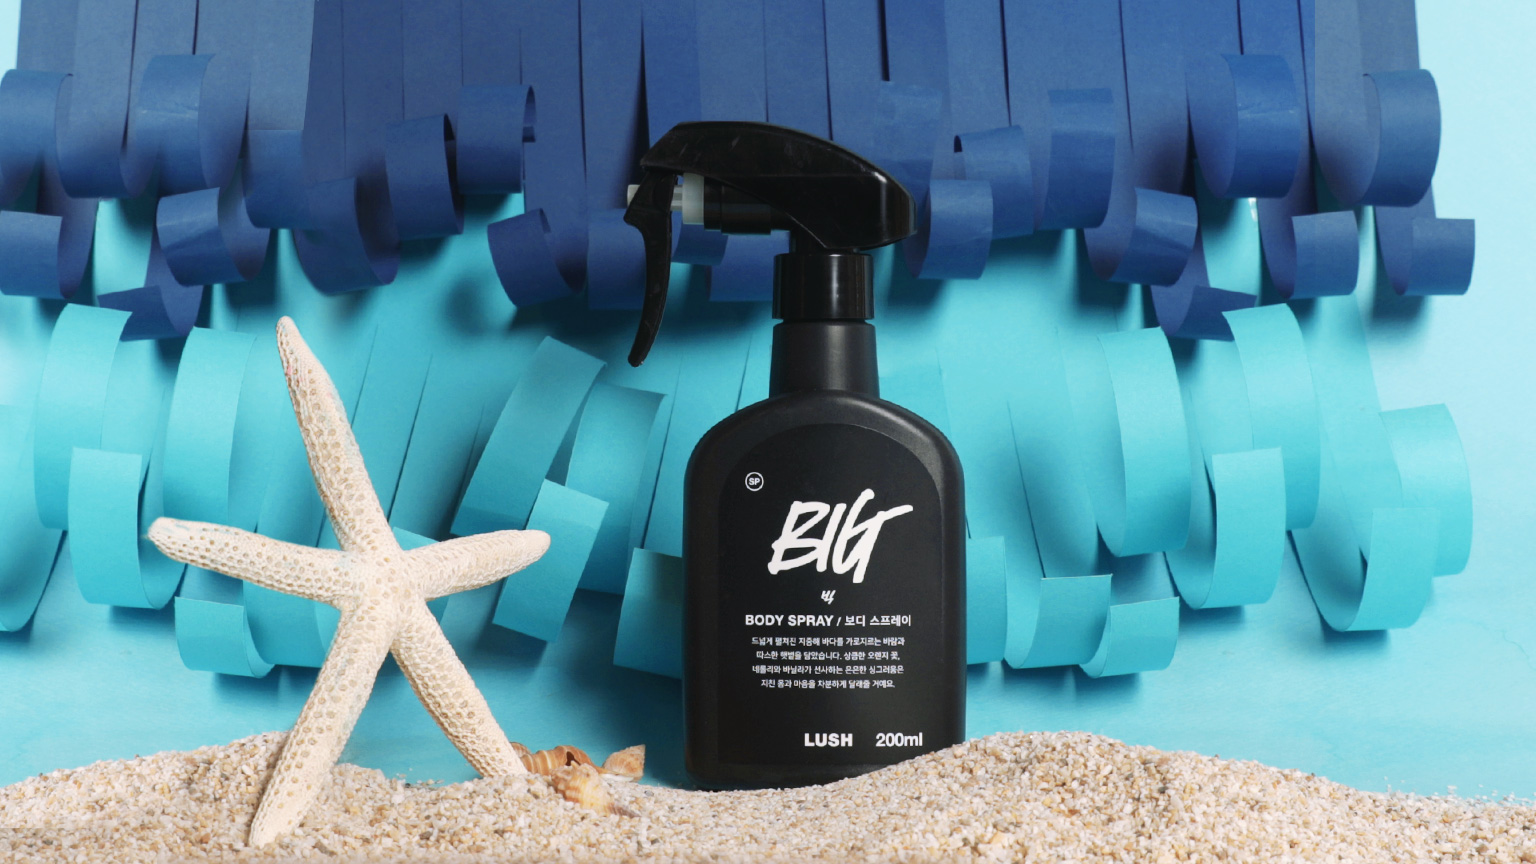 SP
BIG
빅
BODY SPRAY / 보디 스프레이
드넓게 펼쳐진 지중해 바다를 가로지르는 바람과
따스한 햇볕을 담았습니다. 상큼한 오렌지 꽃,
네롤리와 바닐라가 선사하는 은은한 싱그러움은
지친 몸과 마음을 차분하게 달래줄 거예요.
LUSH 200ml